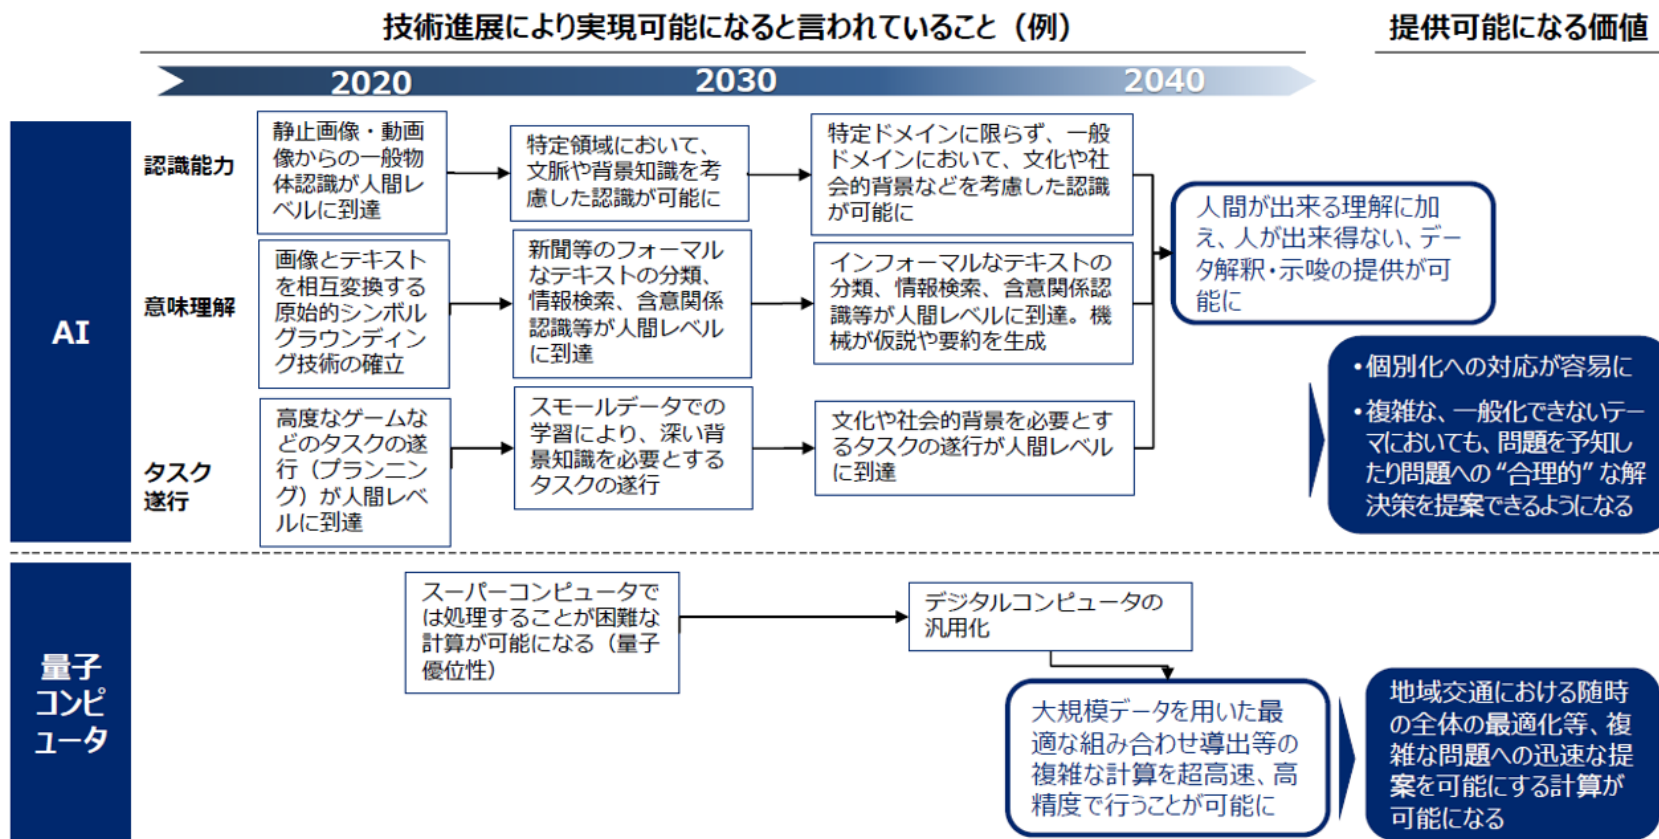 技術進展により実現可能になると言われていること（例）
提供可能になる価値
2020
2030
2040
AI
認識能力
静止画像・動画
像からの一般物
体認識が人間レ
ベルに到達
特定領域において、
文脈や背景知識を考
慮した認識が可能に
特定ドメインに限らず、一般
ドメインにおいて、文化や社
会的背景などを考慮した認識
が可能に
意味理解
画像とテキスト
を相互変換する
原始的シンボル
グラウンディン
グ技術の確立
新聞等のフォーマル
なテキストの分類、
情報検索、含意関係
認識等が人間レベル
に到達
インフォーマルなテキストの
分類、情報検索、含意関係認
識等が人間レベルに到達。機
械が仮説や要約を生成
タスク
遂行
高度なゲームな
どのタスクの遂
行（プランニン
グ）が人間レベ
ルに到達
スモールデータでの
学習により、深い背
景知識を必要とする
タスクの遂行
文化や社会的背景を必要とす
るタスクの遂行が人間レベル
に到達
人間が出来る理解に加
え、人が出来得ない、デー
タ解釈・示唆の提供が可
能に
•個別化への対応が容易に
•複雑な、一般化できないテー
マにおいても、問題を予知し
たり問題への“合理的”な解
決策を提案できるようになる
量子
コンピ
ュータ
スーパーコンピュータで
は処理することが困難な
計算が可能になる（量子
優位性）
デジタルコンピュータの
汎用化
大規模データを用いた最
適な組み合わせ導出等の
複雑な計算を超高速、高
精度で行うことが可能に
地域交通における随時
の全体の最適化等、複
雑な問題への迅速な提
案を可能にする計算が
可能になる